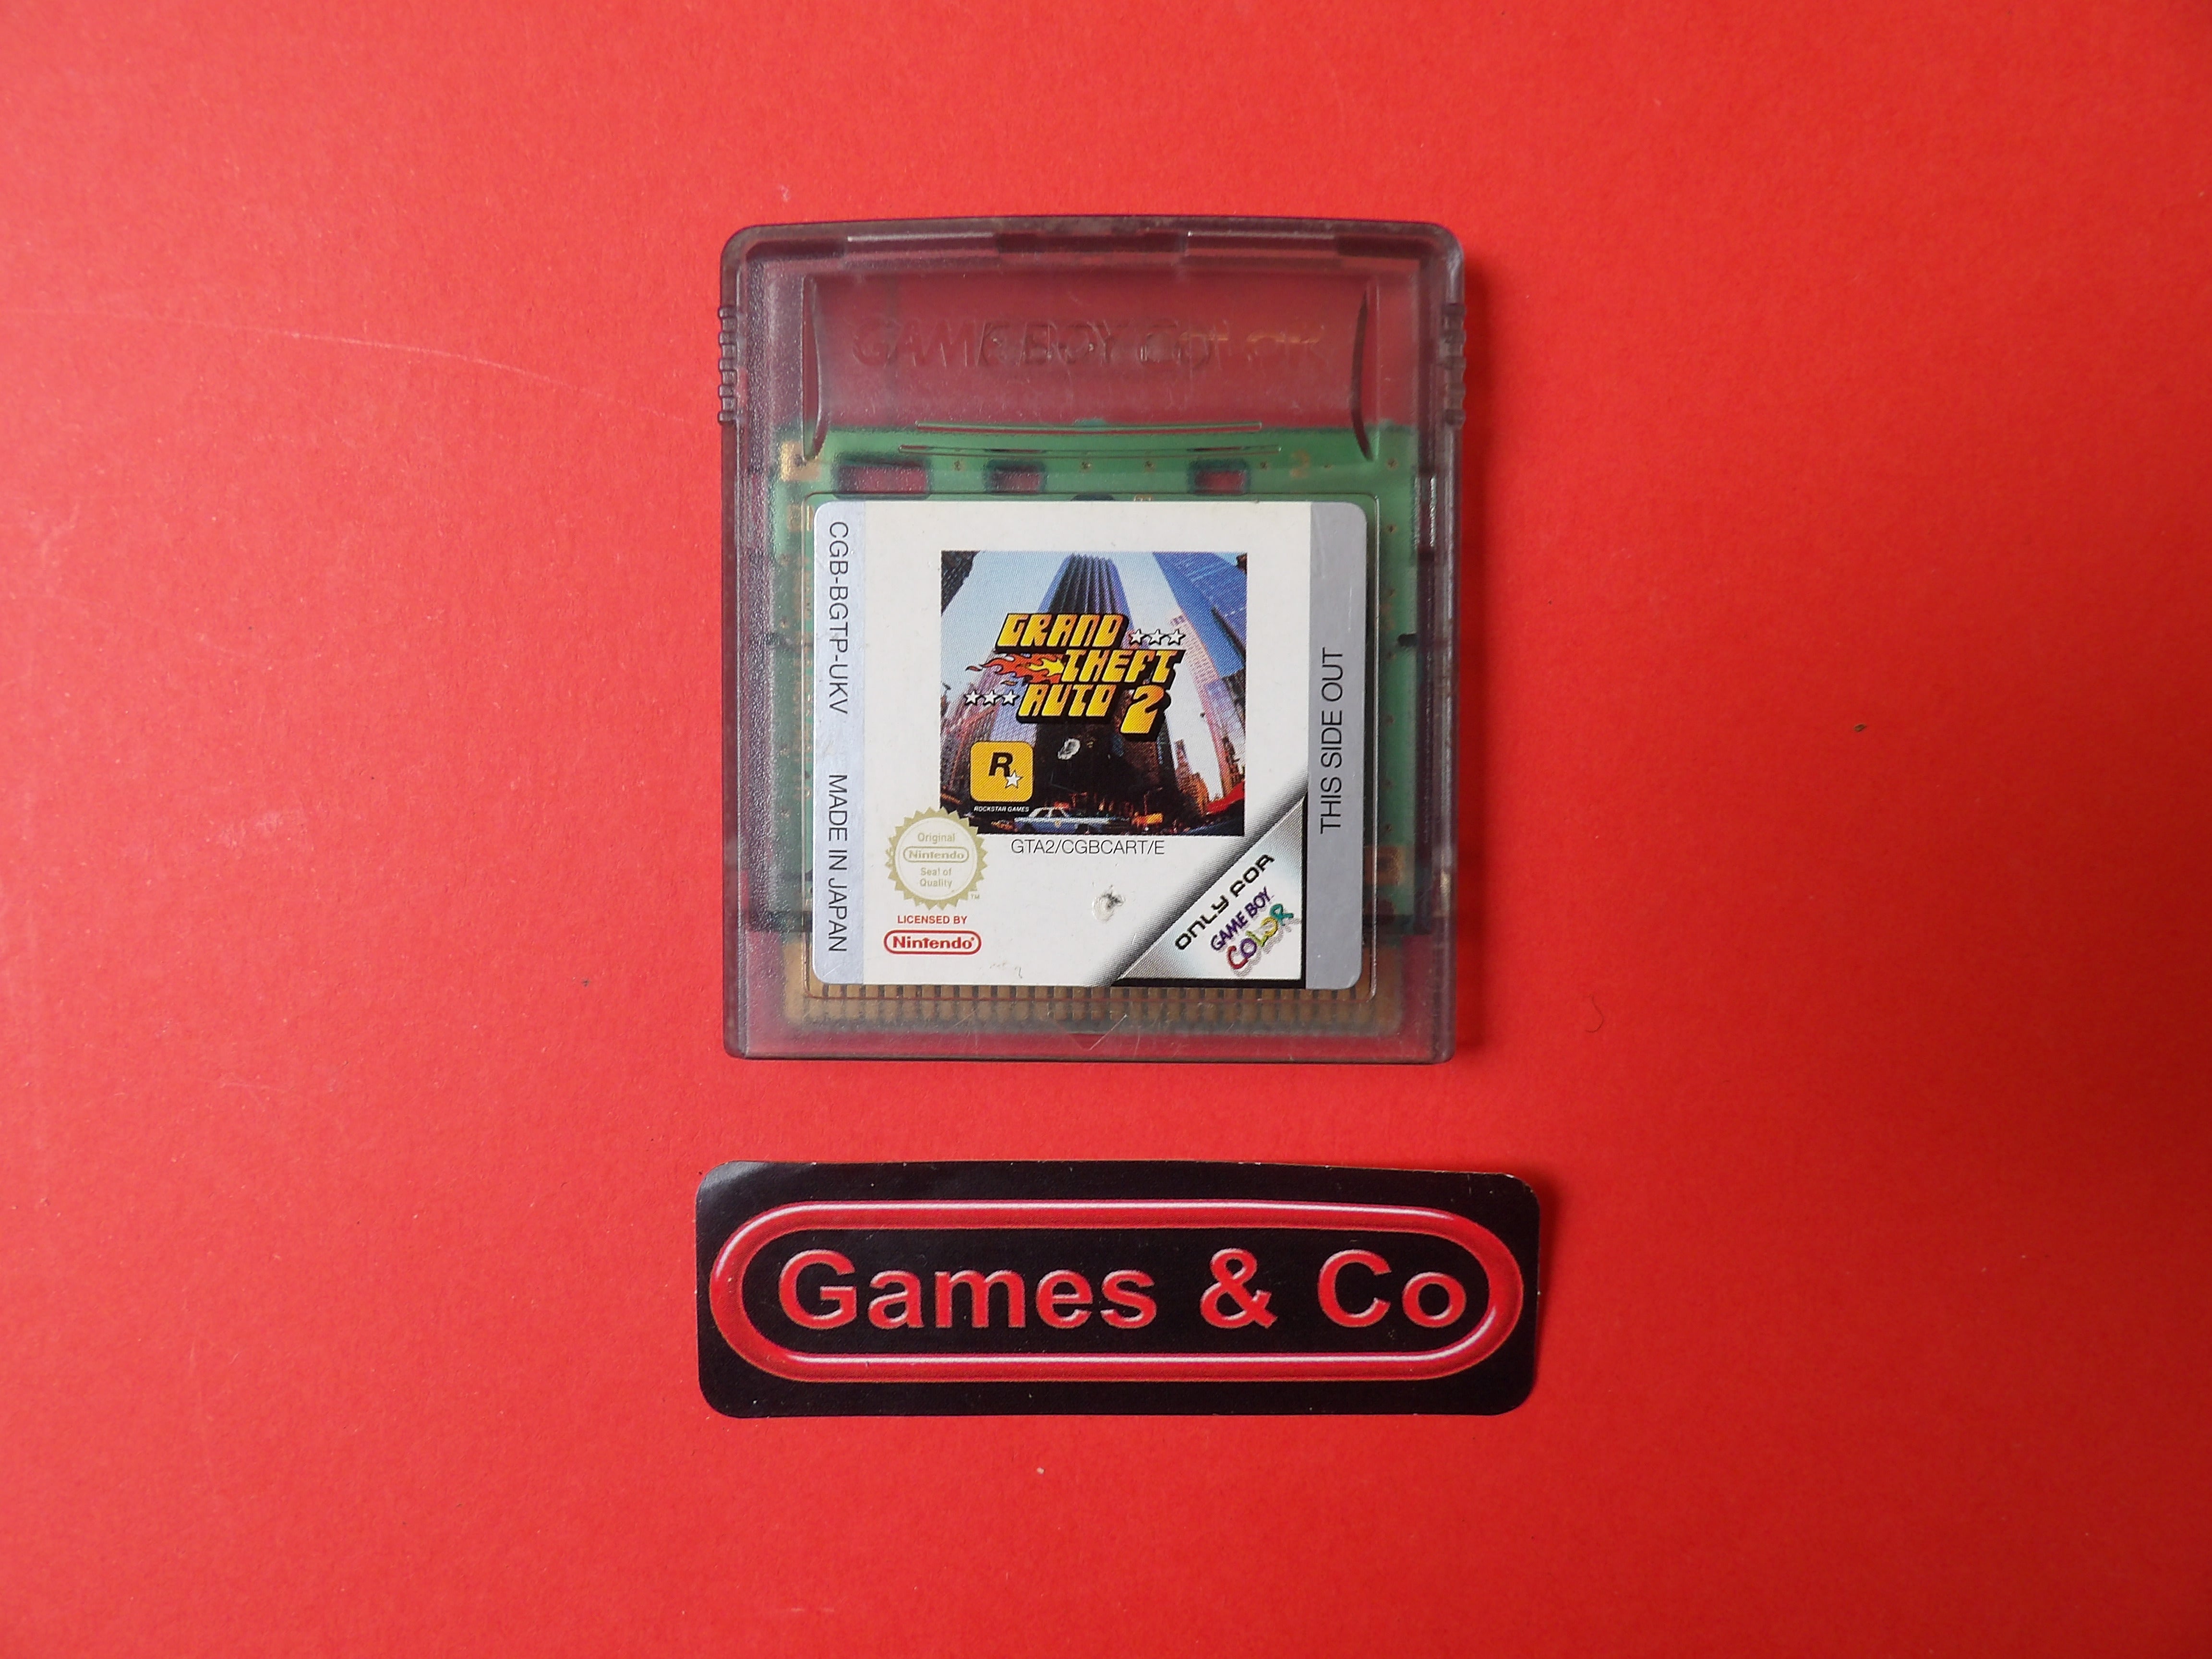 GAME BOY COLOR
CGB-BGTP-UKV MADE IN JAPAN
GRAND
THEFT
AUTO 2
R
ROCKSTAR GAMES
GTA2/CGBCART/E
Original
Nintendo
Seal of
Quality
TM
LICENSED BY
Nintendo®
ONLY FOR
GAME BOY
COLOR
THIS SIDE OUT
Games & Co